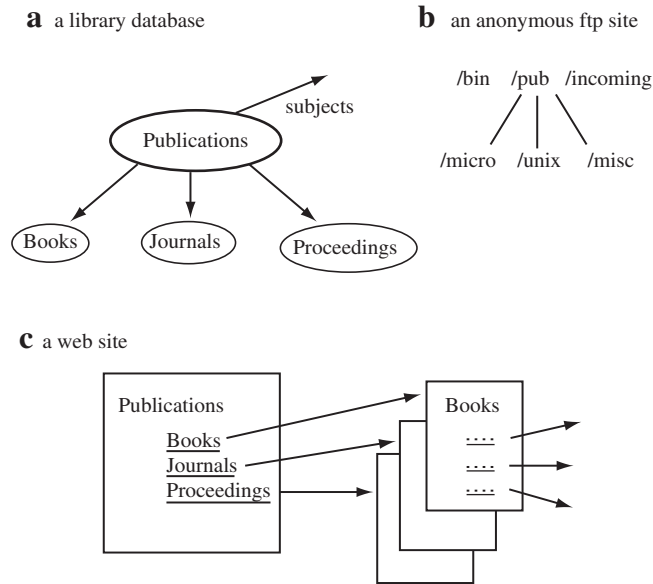 a a library database
subjects
Publications
Books Journals Proceedings
b an anonymous ftp site
/bin /pub /incoming
/micro /unix /misc
c a web site
Publications
Books
Journals
Proceedings
Books
....
....
....